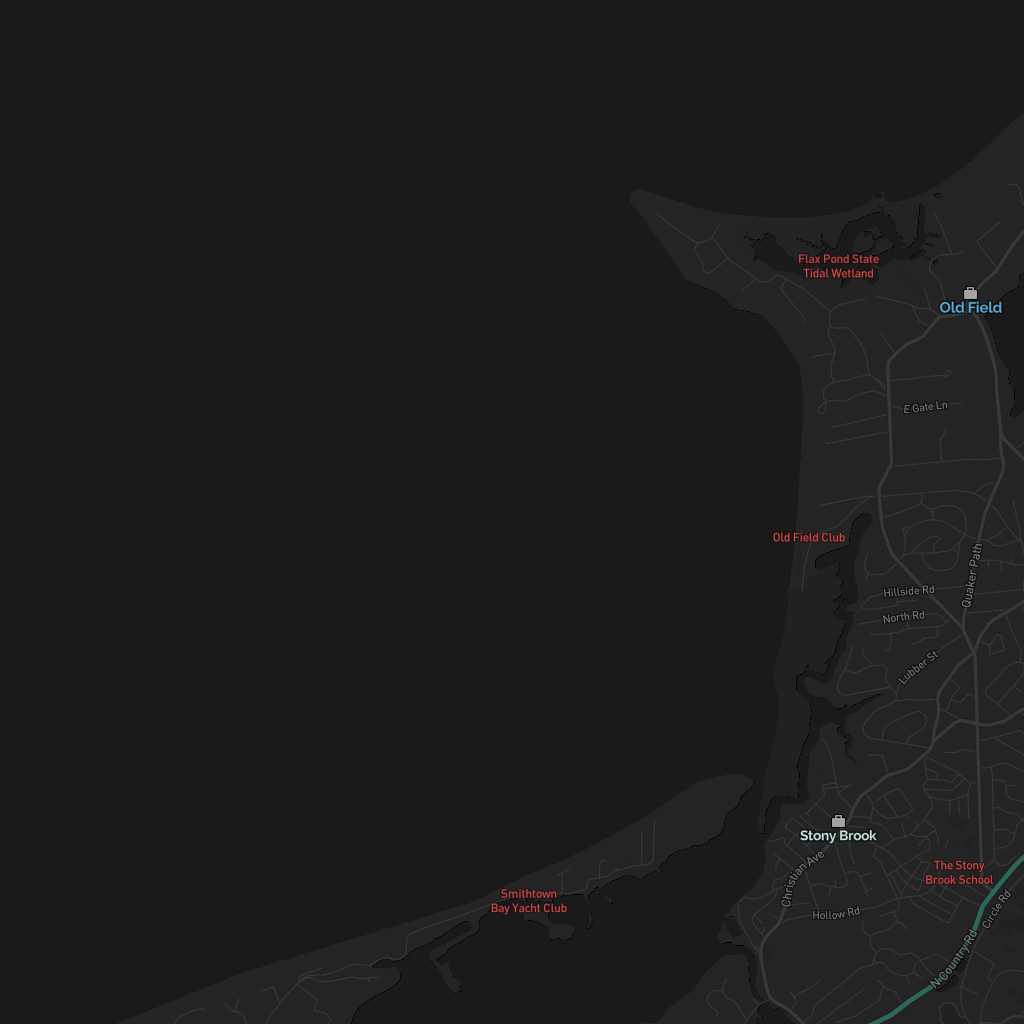 Flax Pond State
Tidal Wetland
Old Field
E Gate Ln
Old Field Club
Quaker Path
Hillside Rd
North Rd
Lubber St
Stony Brook
Christian Ave
The Stony
Brook School
Smithtown
Bay Yacht Club
Hollow Rd
Circle Rd
N Country Rd